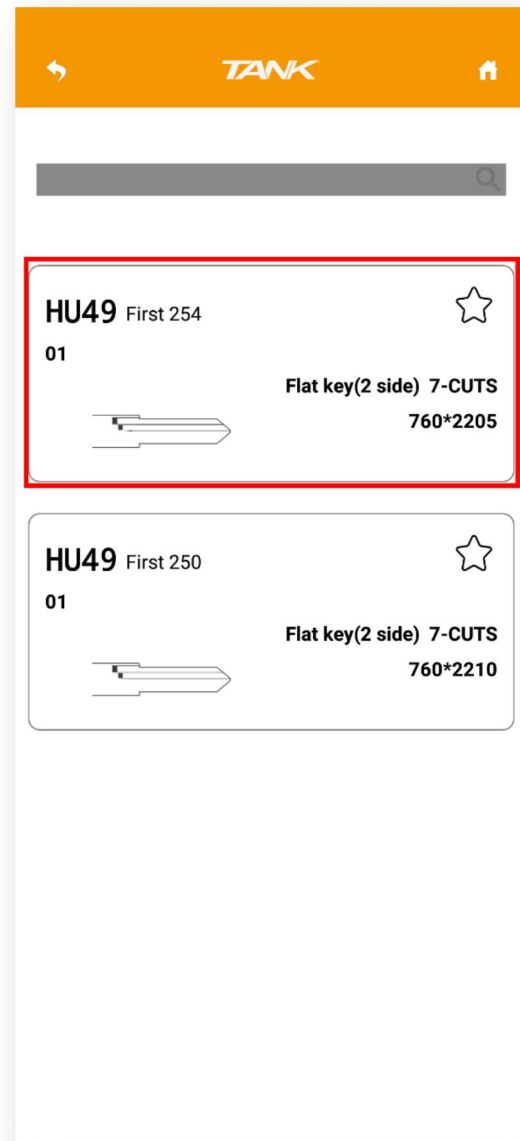 TANK
HU49 First 254
01
Flat key(2 side) 7-CUTS
760*2205
HU49 First 250
01
Flat key(2 side) 7-CUTS
760*2210